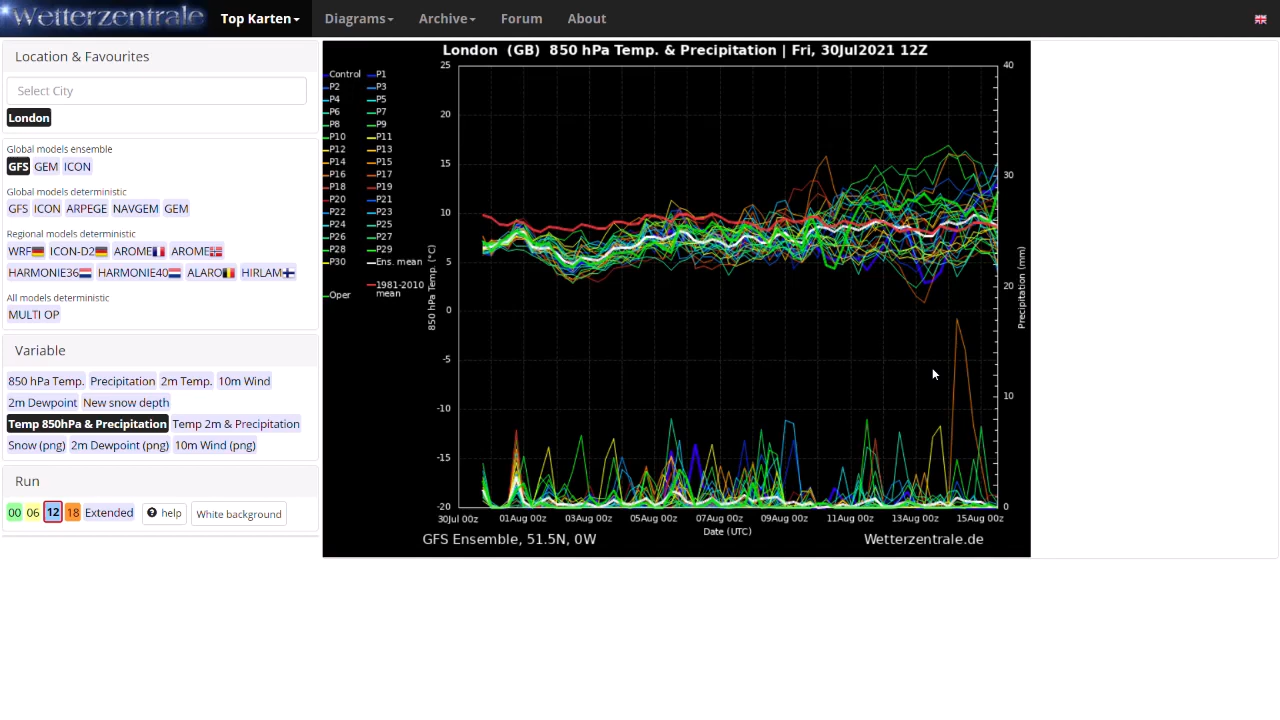 Wetterzentrale Top Karten Diagrams Archive Forum About
Location & Favourites
Select City
London
Global models ensemble
GFS GEM ICON
Global models deterministic
GFS ICON ARPEGE NAVGEM GEM
Regional models deterministic
WRF ICON-D2 AROME AROME
HARMONIE36 HARMONIE40 ALARO HIRLAM
All models deterministic
MULTI OP
Variable
850 hPa Temp. Precipitation 2m Temp. 10m Wind
2m Dewpoint New snow depth
Temp 850hPa & Precipitation Temp 2m & Precipitation
Snow (png) 2m Dewpoint (png) 10m Wind (png)
Run
00 06 12 18 Extended help White background
London (GB) 850 hPa Temp. & Precipitation | Fri, 30Jul2021 12Z
Control P1
P2 P3
P4 P5
P6 P7
P8 P9
P10 P11
P12 P13
P14 P15
P16 P17
P18 P19
P20 P21
P22 P23
P24 P25
P26 P27
P28 P29
P30 Ens. mean
Oper 1981-2010
mean
850 hPa Temp. (°C)
25
20
15
10
5
0
-5
-10
-15
-20
40
30
20
10
0
Precipitation (mm)
30Jul 00z 01Aug 00z 03Aug 00z 05Aug 00z 07Aug 00z 09Aug 00z 11Aug 00z 13Aug 00z 15Aug 00z
Date (UTC)
GFS Ensemble, 51.5N, 0W Wetterzentrale.de